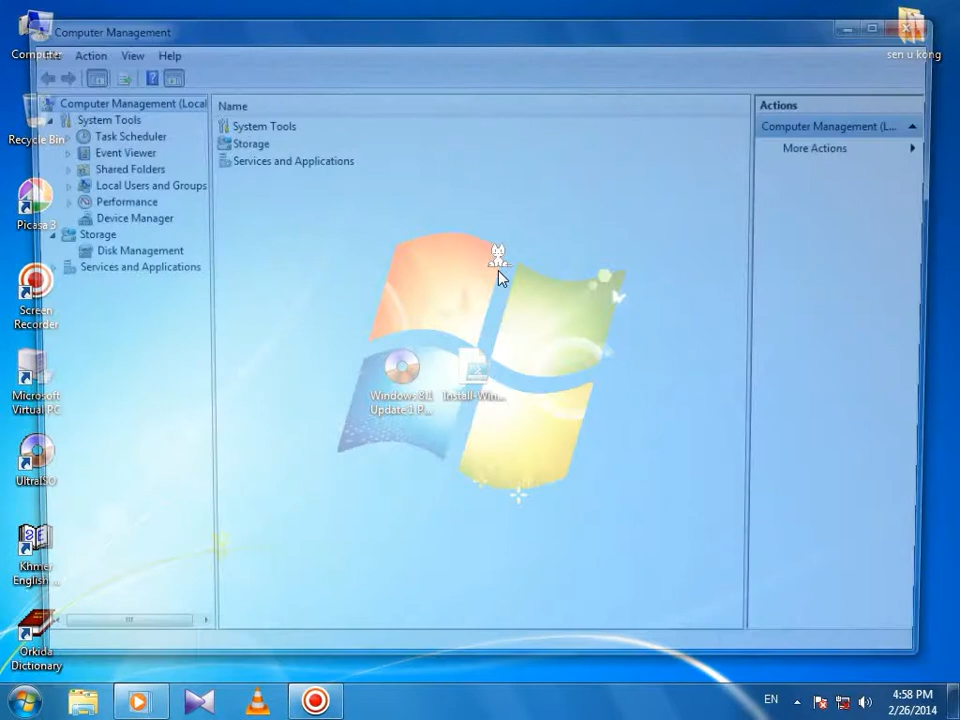 Computer Management
File Action View Help
Computer
sen u kong
Recycle Bin
Picasa 3
Screen
Recorder
Microsoft
Virtual PC
UltraISO
Khmer
English ...
Orkida
Dictionary
Computer Management (Local
System Tools
Task Scheduler
Event Viewer
Shared Folders
Local Users and Groups
Performance
Device Manager
Storage
Disk Management
Services and Applications
Name
System Tools
Storage
Services and Applications
Windows 8.1
Update 1 P...
Install-Win...
Actions
Computer Management (L...
More Actions
EN
4:58 PM
2/26/2014